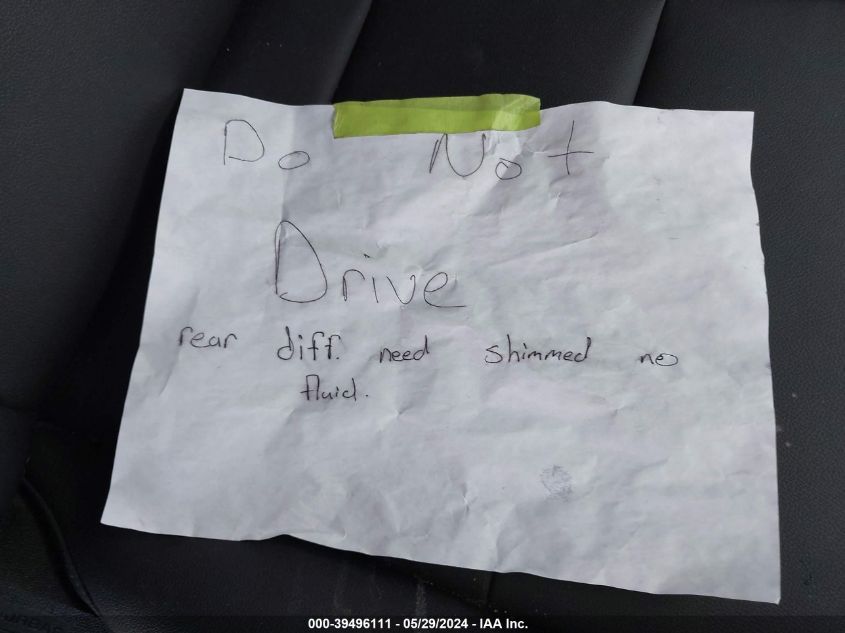 Do Not
Drive
rear diff. need shimmed no
fluid.
000-39496111 - 05/29/2024 - IAA Inc.